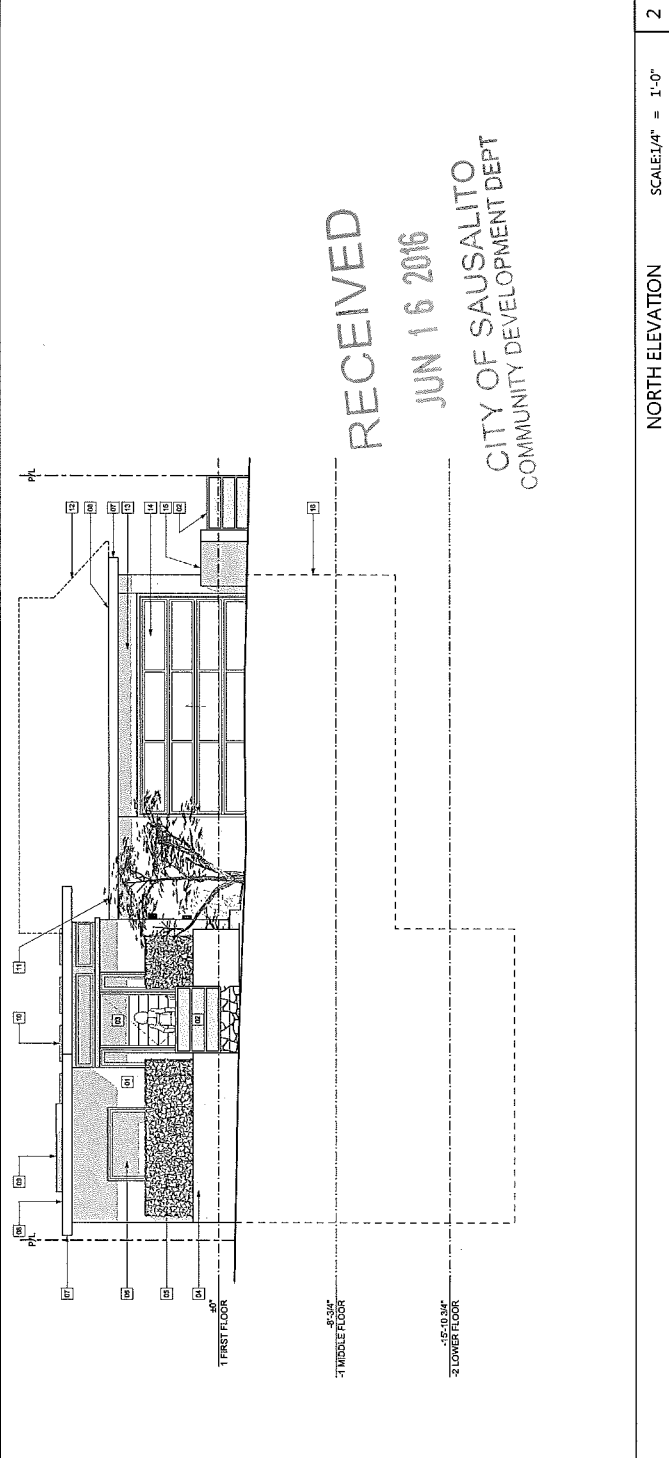 P/L
08
09
10
11
P/L
12
08
07
13
14
15
02
07
06
05
04
01
03
02
16
±0"
1 FIRST FLOOR
-8'-3/4"
-1 MIDDLE FLOOR
-15'-10 3/4"
-2 LOWER FLOOR
RECEIVED
JUN 16 2016
CITY OF SAUSALITO
COMMUNITY DEVELOPMENT DEPT
NORTH ELEVATION
SCALE:1/4" = 1'-0"
2